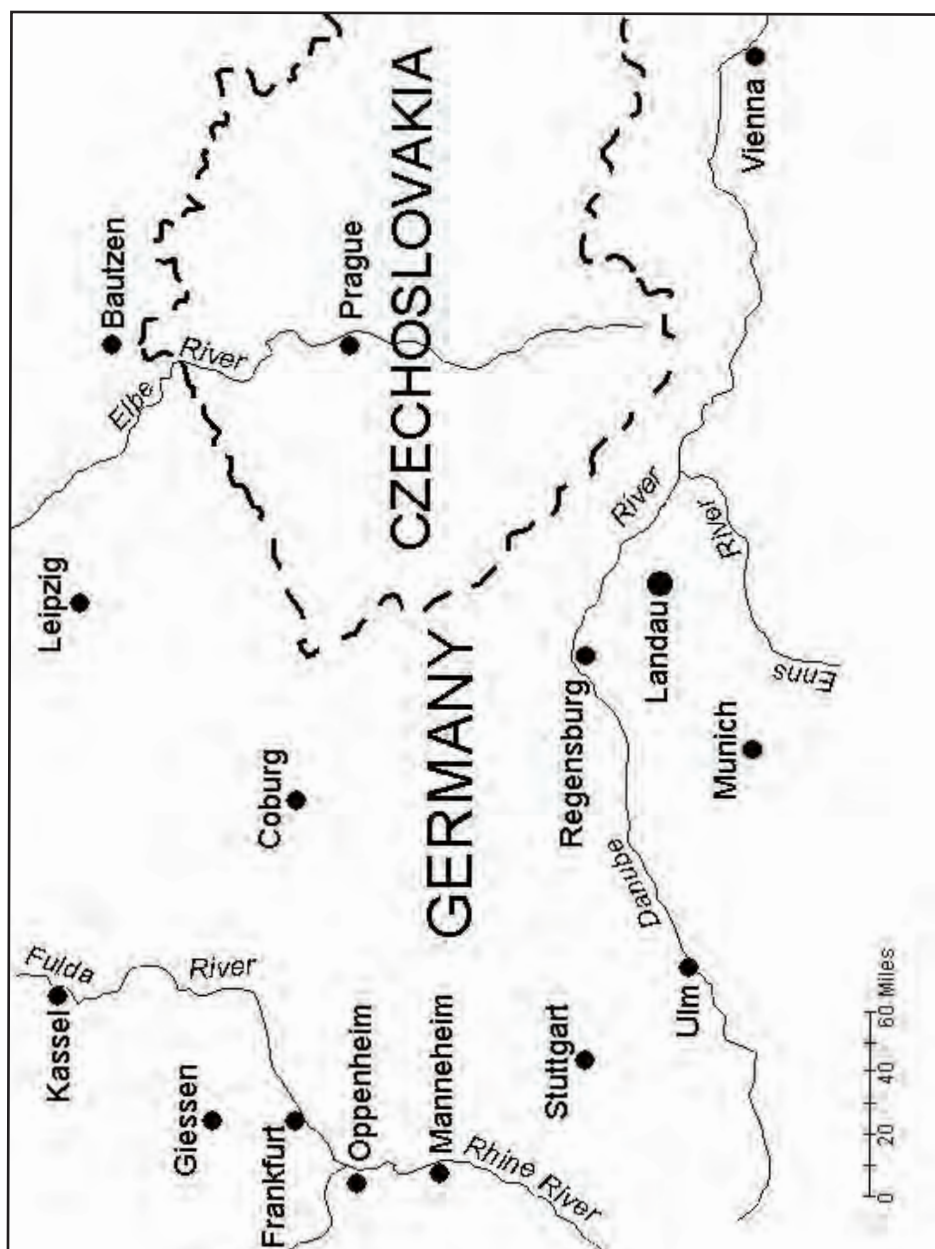 Kassel
Fulda
River
Giessen
Frankfurt
Oppenheim
Manneheim
Rhine River
Stuttgart
Ulm
Danube
River
Coburg
GERMANY
Leipzig
Elbe
River
Bautzen
Prague
CZECHOSLOVAKIA
Regensburg
Landau
Munich
Enns
River
Vienna
0 20 40 60 Miles